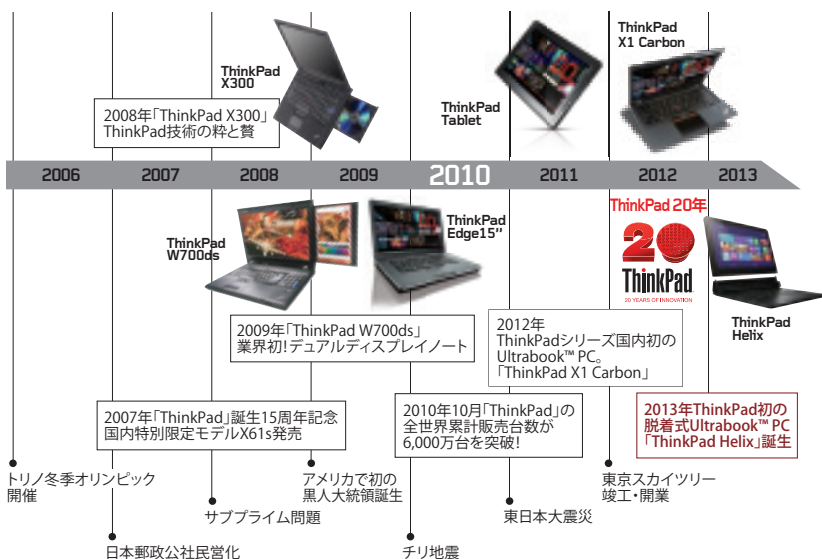 ThinkPad
X300
2008年「ThinkPad X300」
ThinkPad技術の粋と贅
ThinkPad
Tablet
ThinkPad
X1 Carbon
2006
2007
2008
2009
2010
2011
2012
2013
ThinkPad
W700ds
ThinkPad
Edge15"
ThinkPad 20年
20
ThinkPad
20 YEARS OF INNOVATION
ThinkPad
Helix
2009年「ThinkPad W700ds」
業界初!デュアルディスプレイノート
2012年
ThinkPadシリーズ国内初の
Ultrabook™ PC。
「ThinkPad X1 Carbon」
2007年「ThinkPad」誕生15周年記念
国内特別限定モデルX61s発売
2010年10月「ThinkPad」の
全世界累計販売台数が
6,000万台を突破!
2013年ThinkPad初の
脱着式Ultrabook™ PC
「ThinkPad Helix」誕生
トリノ冬季オリンピック
開催
アメリカで初の
黒人大統領誕生
東京スカイツリー
竣工・開業
サブプライム問題
東日本大震災
日本郵政公社民営化
チリ地震